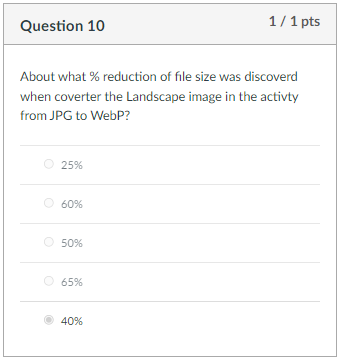 Question 10
1 / 1 pts
About what % reduction of file size was discoverd
when coverter the Landscape image in the activty
from JPG to WebP?
25%
60%
50%
65%
40%